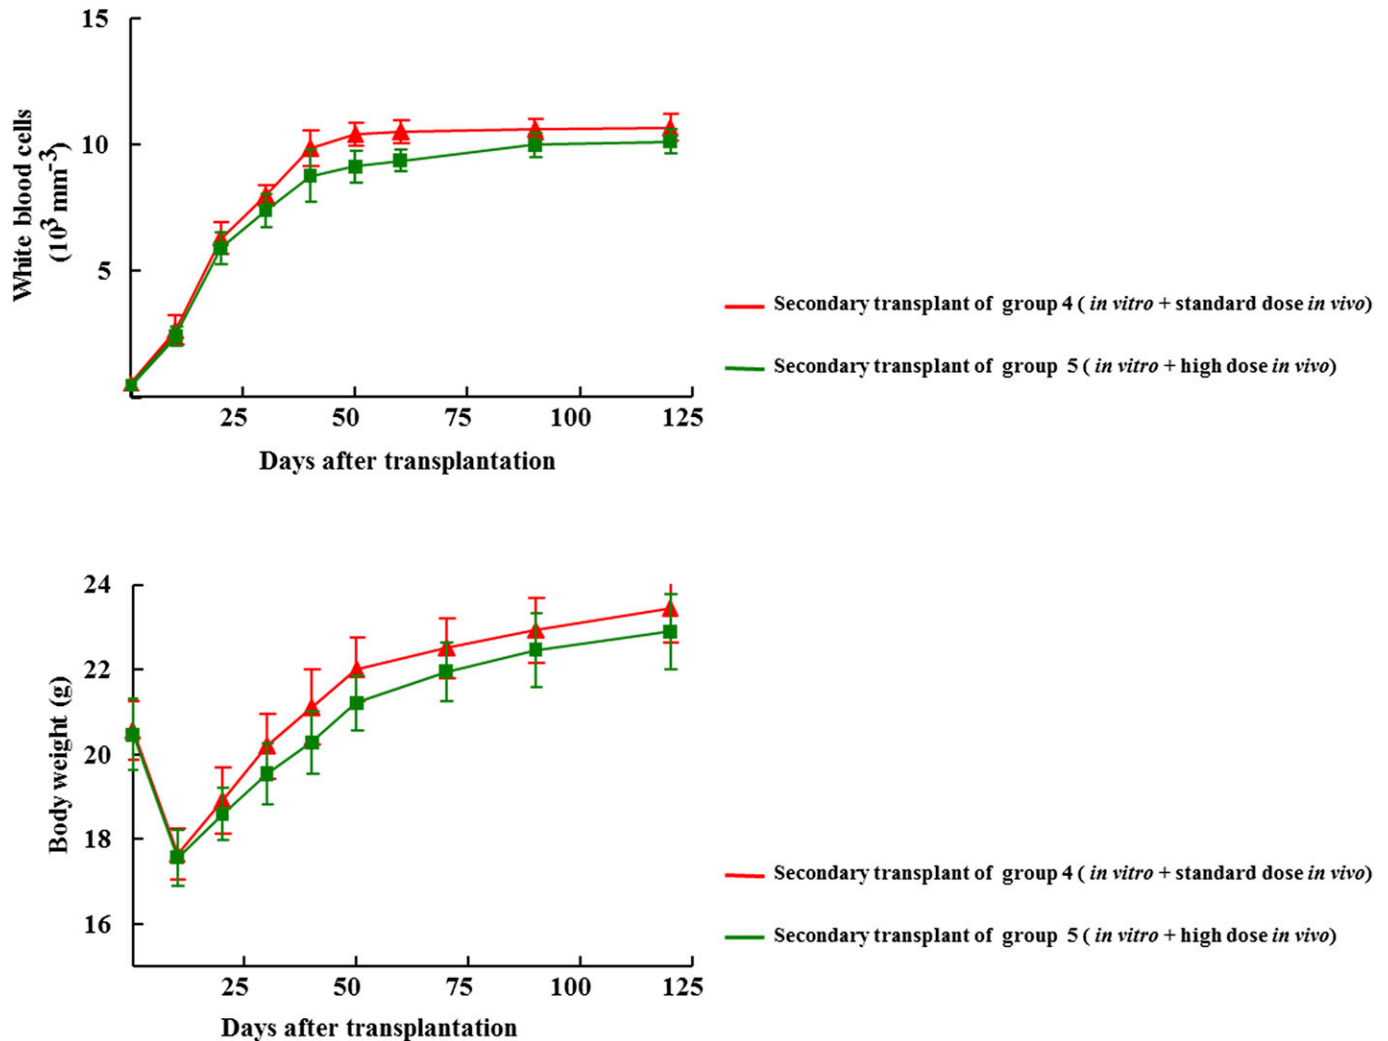 15
White blood cells
(10³ mm⁻³)
10
5
25 50 75 100 125
Days after transplantation
Secondary transplant of group 4 ( in vitro + standard dose in vivo)
Secondary transplant of group 5 ( in vitro + high dose in vivo)
24
22
Body weight (g)
20
18
16
25 50 75 100 125
Days after transplantation
Secondary transplant of group 4 ( in vitro + standard dose in vivo)
Secondary transplant of group 5 ( in vitro + high dose in vivo)